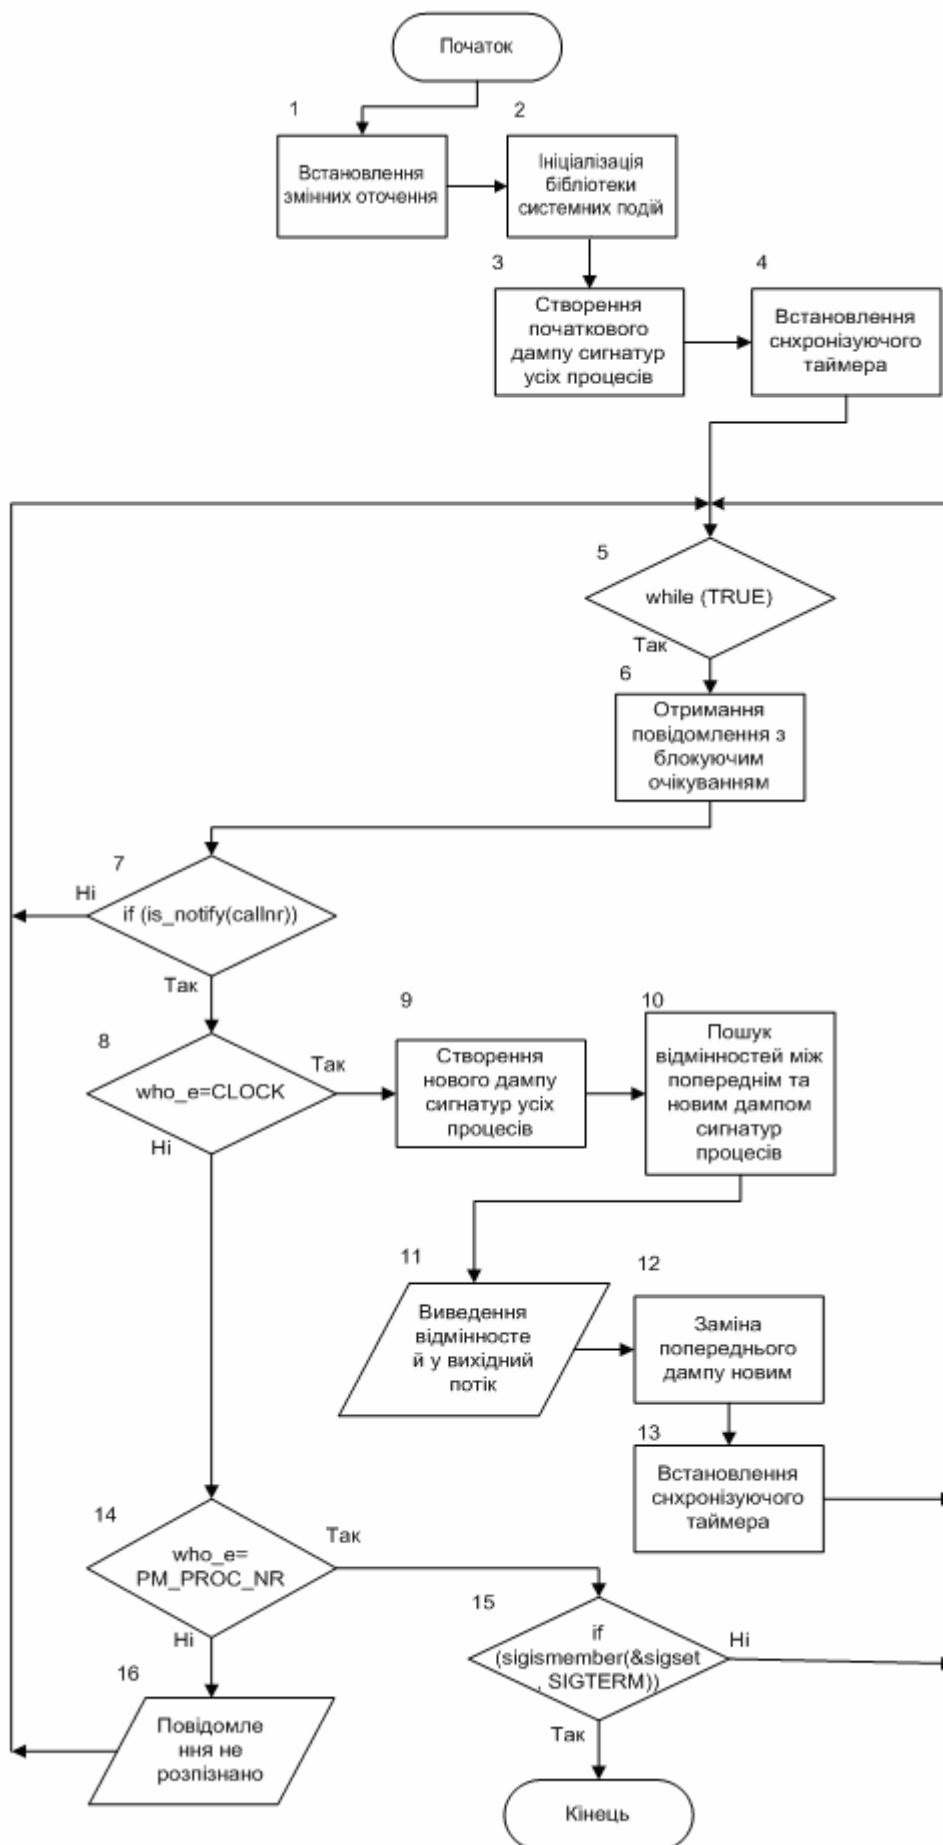 Початок
1
2
Встановлення
змінних оточення
Ініціалізація
бібліотеки
системних подій
3
4
Створення
початкового
дампу сигнатур
усіх процесів
Встановлення
снхронізуючого
таймера
5
while (TRUE)
Так
6
Отримання
повідомлення з
блокуючим
очікуванням
7
Ні
if (is_notify(callnr))
Так
8
who_e=CLOCK
Так
Ні
9
Створення
нового дампу
сигнатур усіх
процесів
10
Пошук
відмінностей між
попереднім та
новим дампом
сигнатур
процесів
11
Виведення
відмінносте
й у вихідний
потік
12
Заміна
попереднього
дампу новим
13
Встановлення
снхронізуючого
таймера
14
who_e=
PM_PROC_NR
Так
Ні
15
if
(sigismember(&sigset
, SIGTERM))
Ні
Так
16
Повідомле
ння не
розпізнано
Кінець